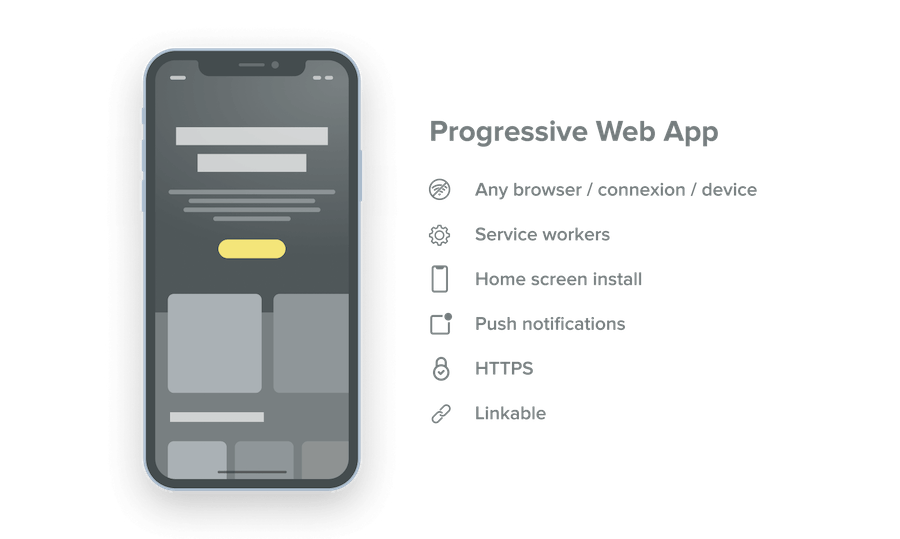 Progressive Web App
Any browser / connexion / device
Service workers
Home screen install
Push notifications
HTTPS
Linkable